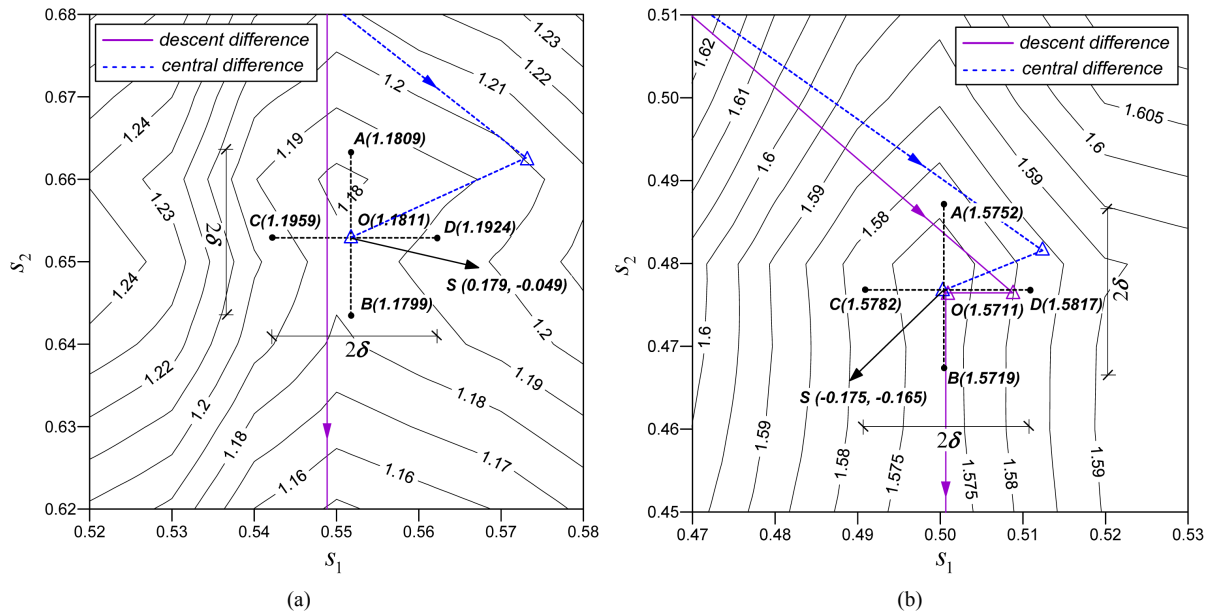 descent difference
central difference
0.68
0.67
0.66
0.65
0.64
0.63
0.62
s2
1.23
1.22
1.21
1.2
1.24
1.19
1.18
1.23
1.24
1.22
1.2
1.18
1.2
1.19
1.18
1.17
1.16
1.16
A(1.1809)
C(1.1959)
O(1.1811)
D(1.1924)
S (0.179, -0.049)
B(1.1799)
2δ
2δ
0.52
0.53
0.54
0.55
0.56
0.57
0.58
s1
(a)
descent difference
central difference
0.51
0.50
0.49
0.48
0.47
0.46
0.45
s2
1.62
1.61
1.6
1.59
1.58
1.605
1.6
1.59
1.58
1.6
1.59
1.58
1.575
1.575
1.58
1.59
A(1.5752)
C(1.5782)
O(1.5711)
D(1.5817)
B(1.5719)
S (-0.175, -0.165)
2δ
2δ
0.47
0.48
0.49
0.50
0.51
0.52
0.53
s1
(b)